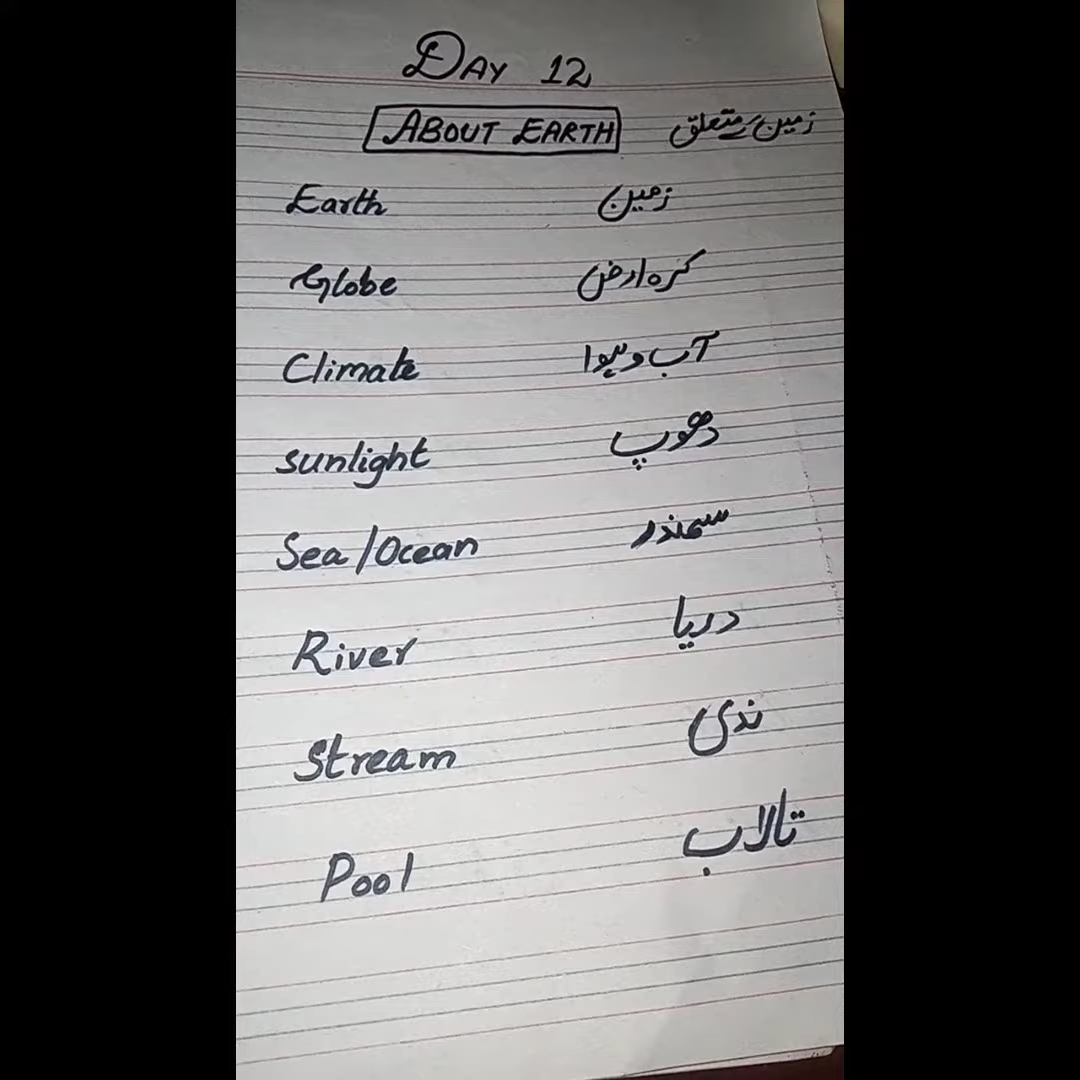 DAY 12
ABOUT EARTH زمین سے متعلق
Earth زمین
Globe کرہ ارض
Climate آب و ہوا
sunlight دھوپ
Sea/Ocean سمندر
River دریا
Stream ندی
Pool تالاب